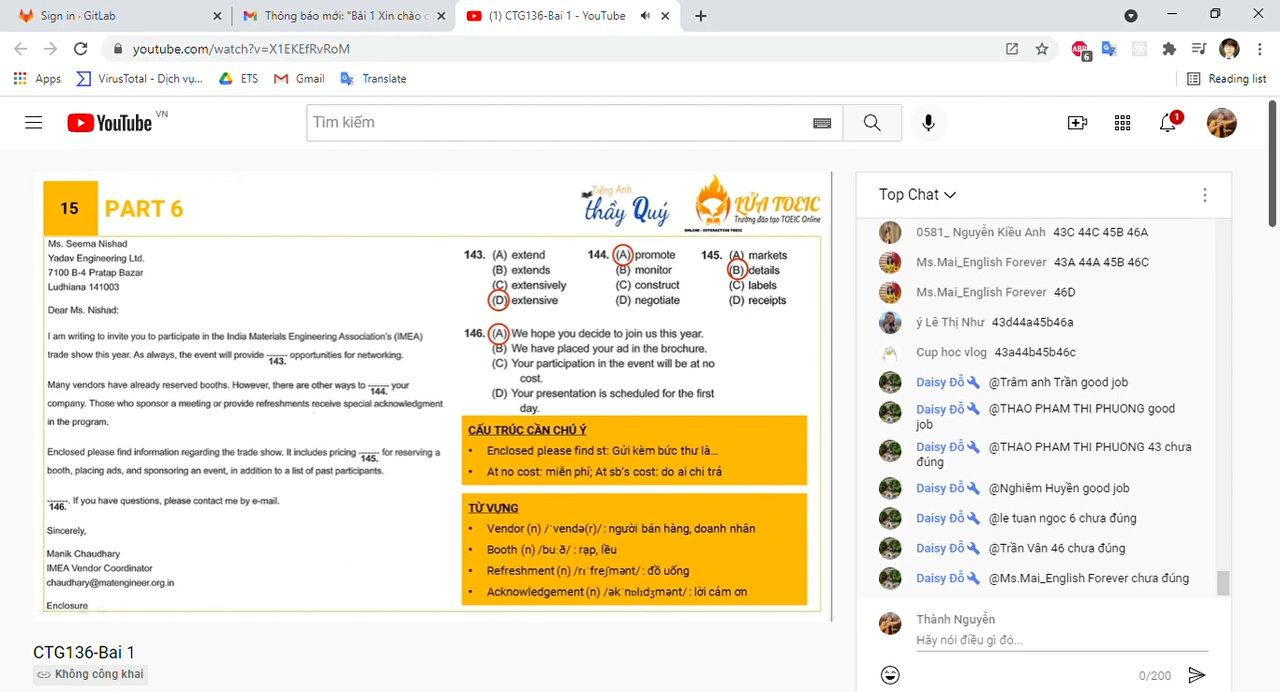 Sign in · GitLab
Thông báo mới: "Bài 1 Xin chào
(1) CTG136-Bai 1 - YouTube
youtube.com/watch?v=X1EKEfRvRoM
ABP
6
Apps
VirusTotal - Dịch vụ...
ETS
Gmail
Translate
Reading list
YouTube
VN
Tìm kiếm
1
15
PART 6
Tiếng Anh
thầy Quý
LỬA TOEIC
Trường đào tạo TOEIC Online
ONLINE - INTERACTIVE TOEIC
Ms. Seema Nishad
Yadav Engineering Ltd.
7100 B-4 Pratap Bazar
Ludhiana 141003
Dear Ms. Nishad:
I am writing to invite you to participate in the India Materials Engineering Association's (IMEA)
trade show this year. As always, the event will provide ------- opportunities for networking.
143.
Many vendors have already reserved booths. However, there are other ways to ------- your
144.
company. Those who sponsor a meeting or provide refreshments receive special acknowledgment
in the program.
Enclosed please find information regarding the trade show. It includes pricing ------- for reserving a
145.
booth, placing ads, and sponsoring an event, in addition to a list of past participants.
-------. If you have questions, please contact me by e-mail.
146.
Sincerely,
Manik Chaudhary
IMEA Vendor Coordinator
chaudhary@matengineer.org.in
Enclosure
143. (A) extend
(B) extends
(C) extensively
(D) extensive
144. (A) promote
(B) monitor
(C) construct
(D) negotiate
145. (A) markets
(B) details
(C) labels
(D) receipts
146. (A) We hope you decide to join us this year.
(B) We have placed your ad in the brochure.
(C) Your participation in the event will be at no
cost.
(D) Your presentation is scheduled for the first
day.
CẤU TRÚC CẦN CHÚ Ý
• Enclosed please find st: Gửi kèm bức thư là...
• At no cost: miễn phí; At sb's cost: do ai chi trả
TỪ VỰNG
• Vendor (n) /ˈvendə(r)/ : người bán hàng, doanh nhân
• Booth (n) /buːð/ : rạp, lều
• Refreshment (n) /rɪˈfreʃmənt/ : đồ uống
• Acknowledgement (n) /əkˈnɒlɪdʒmənt/ : lời cảm ơn
CTG136-Bai 1
Không công khai
Top Chat
0581_ Nguyễn Kiều Anh 43C 44C 45B 46A
Ms.Mai_English Forever 43A 44A 45B 46C
Ms.Mai_English Forever 46D
ý Lê Thị Như 43d44a45b46a
Cup hoc vlog 43a44b45b46c
Daisy Đỗ @Trâm anh Trần good job
Daisy Đỗ @THAO PHAM THI PHUONG good
job
Daisy Đỗ @THAO PHAM THI PHUONG 43 chưa
đúng
Daisy Đỗ @Nghiêm Huyền good job
Daisy Đỗ @le tuan ngoc 6 chưa đúng
Daisy Đỗ @Trần Vân 46 chưa đúng
Daisy Đỗ @Ms.Mai_English Forever chưa đúng
Thành Nguyễn
Hãy nói điều gì đó...
0/200